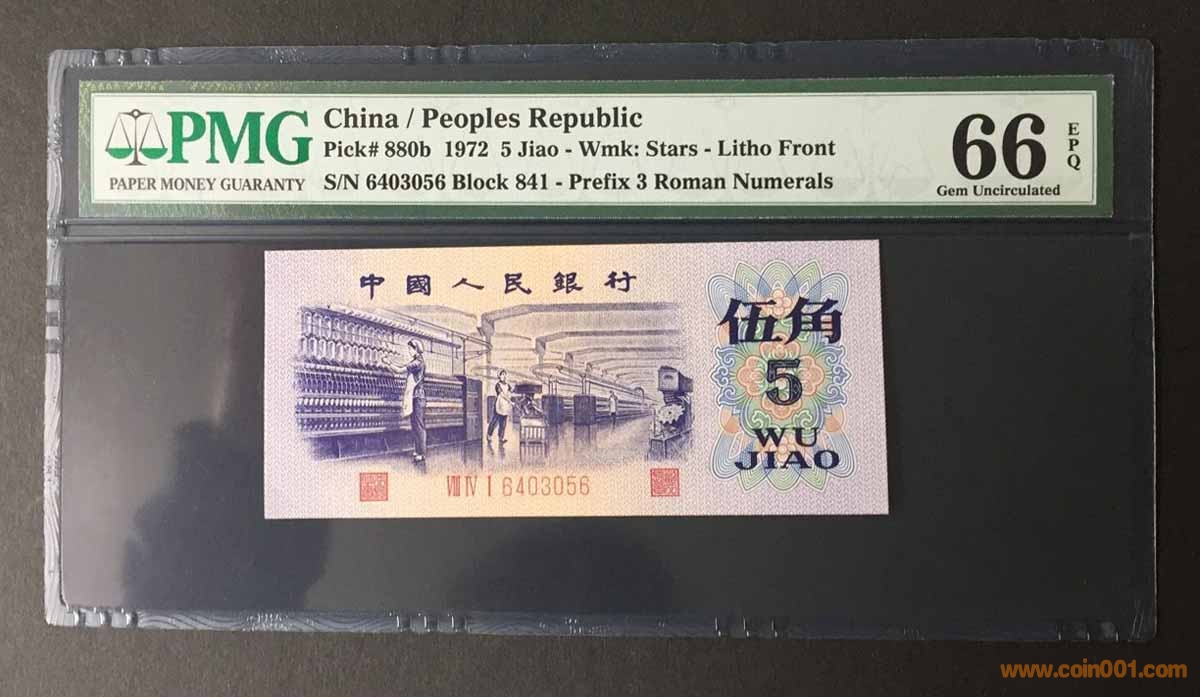 PMG
PAPER MONEY GUARANTY
China / Peoples Republic
Pick# 880b 1972 5 Jiao - Wmk: Stars - Litho Front
S/N 6403056 Block 841 - Prefix 3 Roman Numerals
66
EPQ
Gem Uncirculated
中國人民銀行
伍角
5
WU
JIAO
VIII IV I 6403056
www.coin001.com